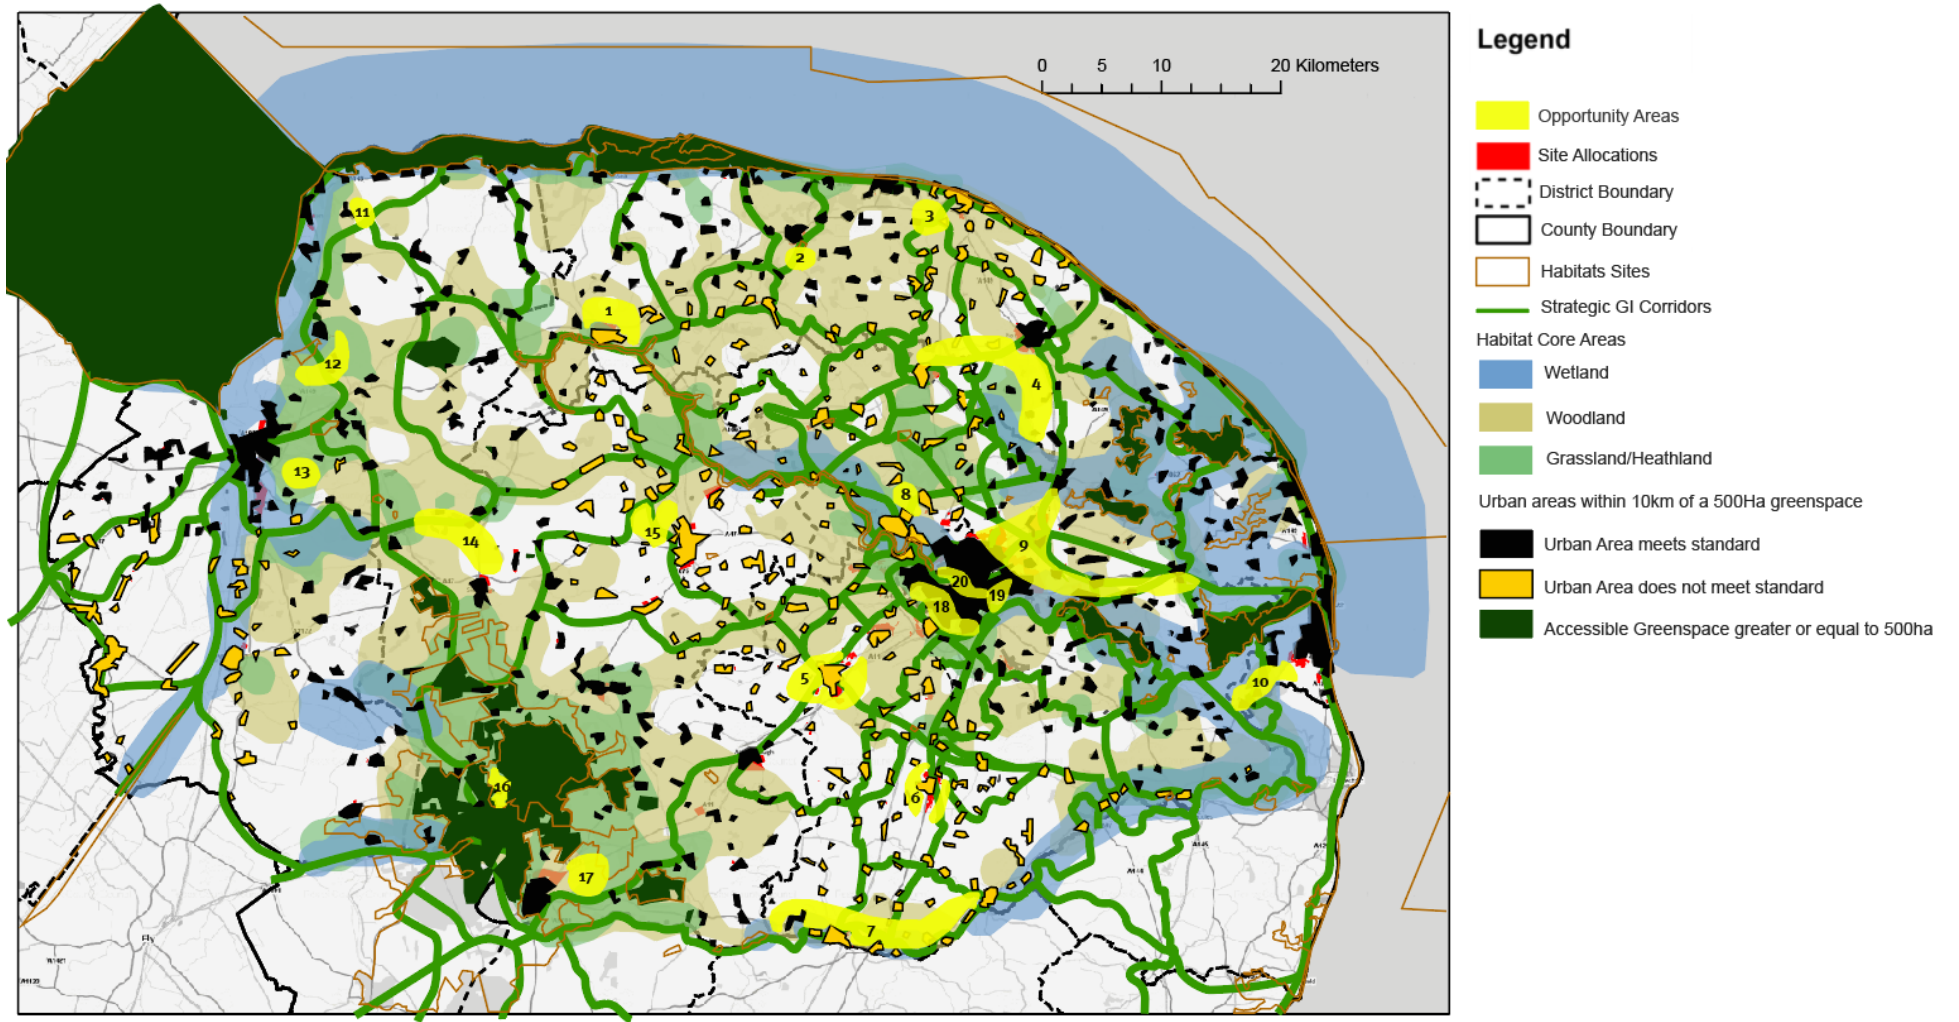 Legend
0 5 10 20 Kilometers
Opportunity Areas
Site Allocations
District Boundary
County Boundary
Habitats Sites
Strategic GI Corridors
Habitat Core Areas
Wetland
Woodland
Grassland/Heathland
Urban areas within 10km of a 500Ha greenspace
Urban Area meets standard
Urban Area does not meet standard
Accessible Greenspace greater or equal to 500ha
11
3
2
1
12
4
13
8
14
15
9
20
19
18
5
10
16
6
17
7
Ely